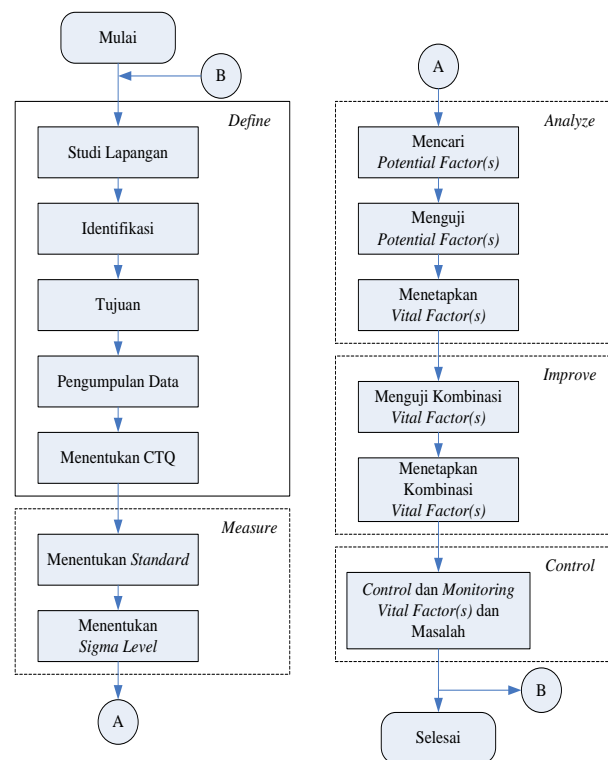 Mulai
B
Define
Studi Lapangan
Identifikasi
Tujuan
Pengumpulan Data
Menentukan CTQ
Measure
Menentukan Standard
Menentukan
Sigma Level
A
A
Analyze
Mencari
Potential Factor(s)
Menguji
Potential Factor(s)
Menetapkan
Vital Factor(s)
Improve
Menguji Kombinasi
Vital Factor(s)
Menetapkan
Kombinasi
Vital Factor(s)
Control
Control dan Monitoring
Vital Factor(s) dan
Masalah
B
Selesai